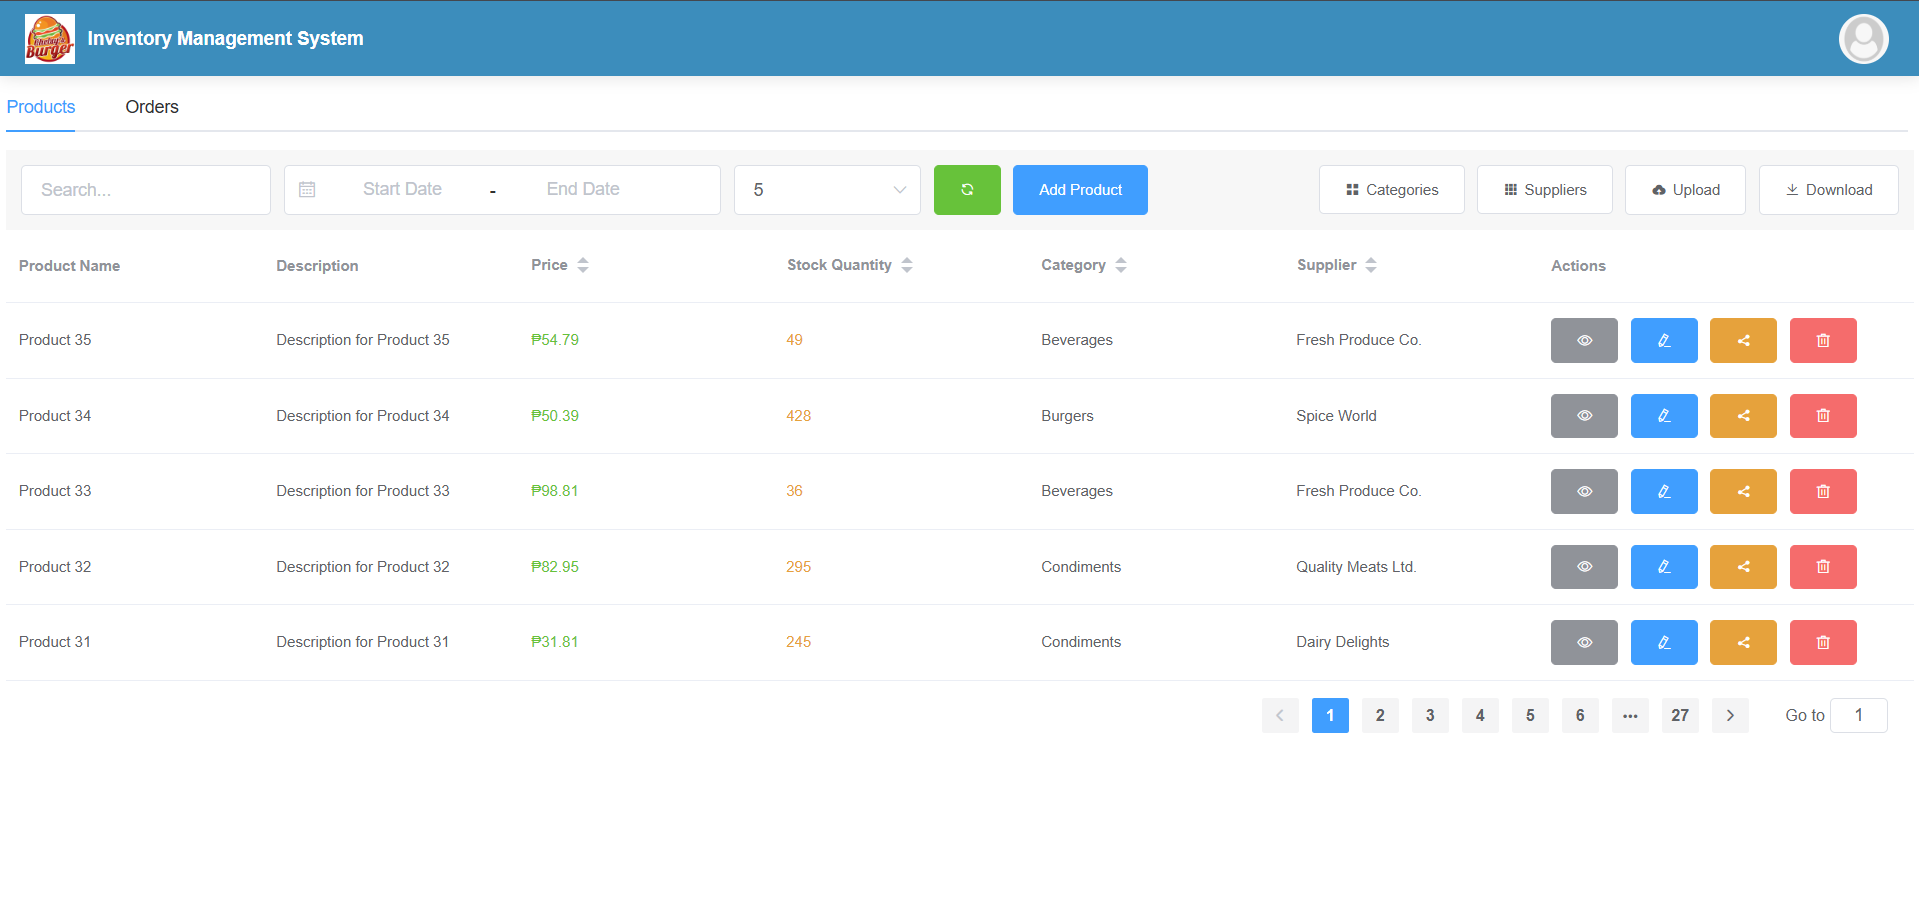 Burger
Inventory Management System
Products Orders
Search... Start Date - End Date 5 Add Product Categories Suppliers Upload Download
Product Name Description Price Stock Quantity Category Supplier Actions
Product 35 Description for Product 35 ₱54.79 49 Beverages Fresh Produce Co.
Product 34 Description for Product 34 ₱50.39 428 Burgers Spice World
Product 33 Description for Product 33 ₱98.81 36 Beverages Fresh Produce Co.
Product 32 Description for Product 32 ₱82.95 295 Condiments Quality Meats Ltd.
Product 31 Description for Product 31 ₱31.81 245 Condiments Dairy Delights
1 2 3 4 5 6 ••• 27 Go to 1